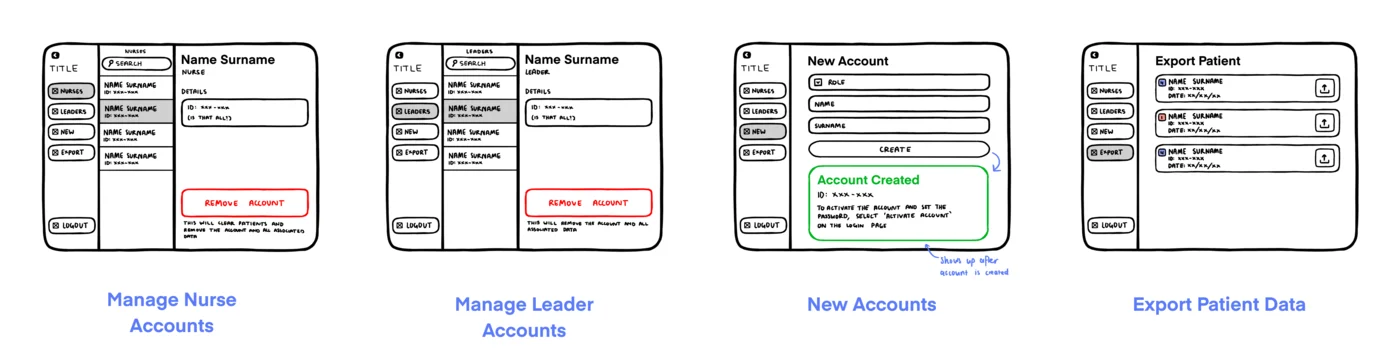 TITLE
NURSES
LEADERS
NEW
EXPORT
LOGOUT
NURSES
SEARCH
NAME SURNAME
ID: xxx-xxx
NAME SURNAME
ID: xxx-xxx
NAME SURNAME
ID: xxx-xxx
NAME SURNAME
ID: xxx-xxx
Name Surname
NURSE
DETAILS
ID: xxx-xxx
(IS THAT ALL?)
REMOVE ACCOUNT
THIS WILL CLEAR PATIENTS AND
REMOVE THE ACCOUNT AND ALL ASSOCIATED
DATA
Manage Nurse
Accounts
TITLE
NURSES
LEADERS
NEW
EXPORT
LOGOUT
LEADERS
SEARCH
NAME SURNAME
ID: xxx-xxx
NAME SURNAME
ID: xxx-xxx
NAME SURNAME
ID: xxx-xxx
NAME SURNAME
ID: xxx-xxx
Name Surname
LEADER
DETAILS
ID: xxx-xxx
(IS THAT ALL?)
REMOVE ACCOUNT
THIS WILL REMOVE THE ACCOUNT AND ALL
ASSOCIATED DATA
Manage Leader
Accounts
TITLE
NURSES
LEADERS
NEW
EXPORT
LOGOUT
New Account
ROLE
NAME
SURNAME
CREATE
Account Created
ID: xxx-xxx
TO ACTIVATE THE ACCOUNT AND SET THE
PASSWORD, SELECT 'ACTIVATE ACCOUNT'
ON THE LOGIN PAGE
Shows up after
account is created
New Accounts
TITLE
NURSES
LEADERS
NEW
EXPORT
LOGOUT
Export Patient
NAME SURNAME
ID: xxx-xxx
DATE: xx/xx/xx
NAME SURNAME
ID: xxx-xxx
DATE: xx/xx/xx
NAME SURNAME
ID: xxx-xxx
DATE: xx/xx/xx
Export Patient Data